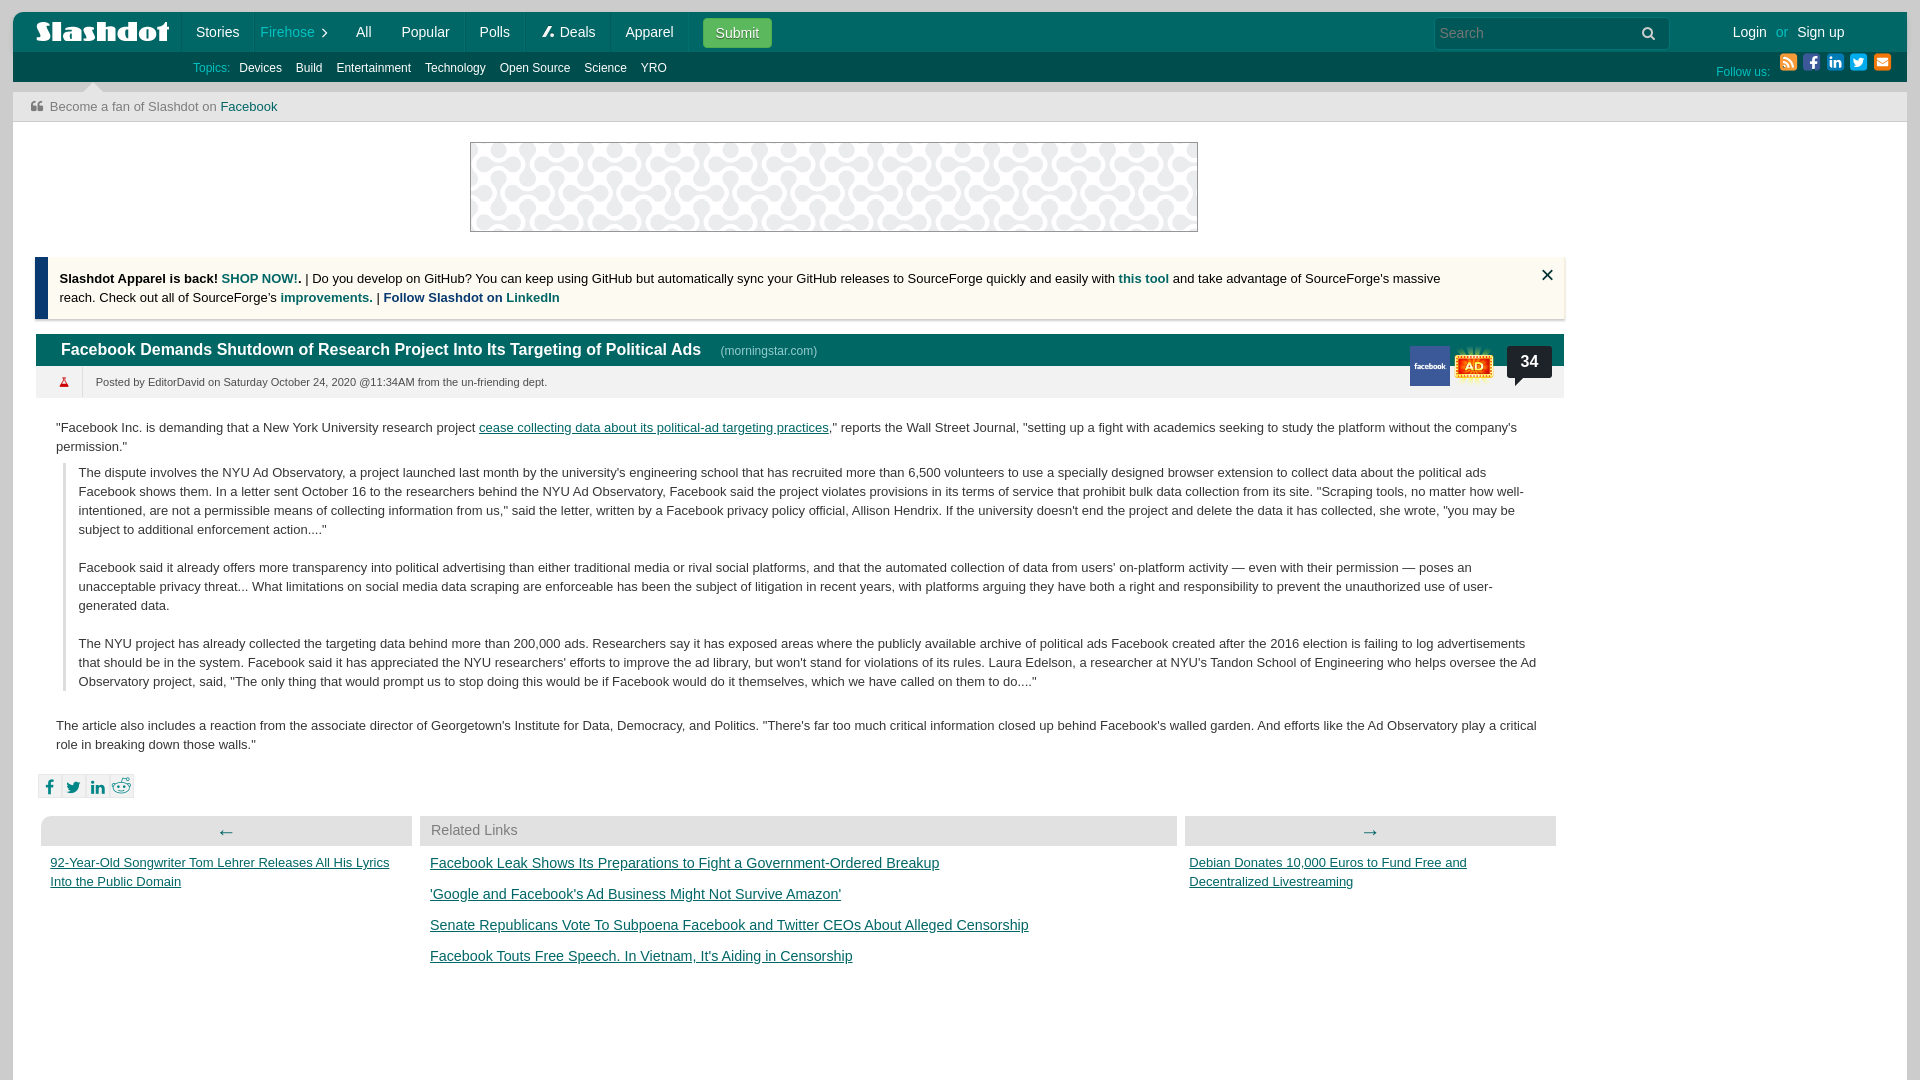 Slashdot
Stories
Firehose
All
Popular
Polls
Deals
Apparel
Submit
Search
Login or Sign up
Topics: Devices Build Entertainment Technology Open Source Science YRO
Follow us:
Become a fan of Slashdot on Facebook
Slashdot Apparel is back! SHOP NOW!. | Do you develop on GitHub? You can keep using GitHub but automatically sync your GitHub releases to SourceForge quickly and easily with this tool and take advantage of SourceForge's massive
reach. Check out all of SourceForge’s improvements. | Follow Slashdot on LinkedIn
Facebook Demands Shutdown of Research Project Into Its Targeting of Political Ads (morningstar.com)
facebook
AD
34
Posted by EditorDavid on Saturday October 24, 2020 @11:34AM from the un-friending dept.
"Facebook Inc. is demanding that a New York University research project cease collecting data about its political-ad targeting practices," reports the Wall Street Journal, "setting up a fight with academics seeking to study the platform without the company's
permission."
The dispute involves the NYU Ad Observatory, a project launched last month by the university's engineering school that has recruited more than 6,500 volunteers to use a specially designed browser extension to collect data about the political ads
Facebook shows them. In a letter sent October 16 to the researchers behind the NYU Ad Observatory, Facebook said the project violates provisions in its terms of service that prohibit bulk data collection from its site. "Scraping tools, no matter how well-
intentioned, are not a permissible means of collecting information from us," said the letter, written by a Facebook privacy policy official, Allison Hendrix. If the university doesn't end the project and delete the data it has collected, she wrote, "you may be
subject to additional enforcement action...."
Facebook said it already offers more transparency into political advertising than either traditional media or rival social platforms, and that the automated collection of data from users' on-platform activity — even with their permission — poses an
unacceptable privacy threat... What limitations on social media data scraping are enforceable has been the subject of litigation in recent years, with platforms arguing they have both a right and responsibility to prevent the unauthorized use of user-
generated data.
The NYU project has already collected the targeting data behind more than 200,000 ads. Researchers say it has exposed areas where the publicly available archive of political ads Facebook created after the 2016 election is failing to log advertisements
that should be in the system. Facebook said it has appreciated the NYU researchers' efforts to improve the ad library, but won't stand for violations of its rules. Laura Edelson, a researcher at NYU's Tandon School of Engineering who helps oversee the Ad
Observatory project, said, "The only thing that would prompt us to stop doing this would be if Facebook would do it themselves, which we have called on them to do...."
The article also includes a reaction from the associate director of Georgetown's Institute for Data, Democracy, and Politics. "There's far too much critical information closed up behind Facebook's walled garden. And efforts like the Ad Observatory play a critical
role in breaking down those walls."
←
92-Year-Old Songwriter Tom Lehrer Releases All His Lyrics
Into the Public Domain
Related Links
Facebook Leak Shows Its Preparations to Fight a Government-Ordered Breakup
'Google and Facebook's Ad Business Might Not Survive Amazon'
Senate Republicans Vote To Subpoena Facebook and Twitter CEOs About Alleged Censorship
Facebook Touts Free Speech. In Vietnam, It's Aiding in Censorship
→
Debian Donates 10,000 Euros to Fund Free and
Decentralized Livestreaming